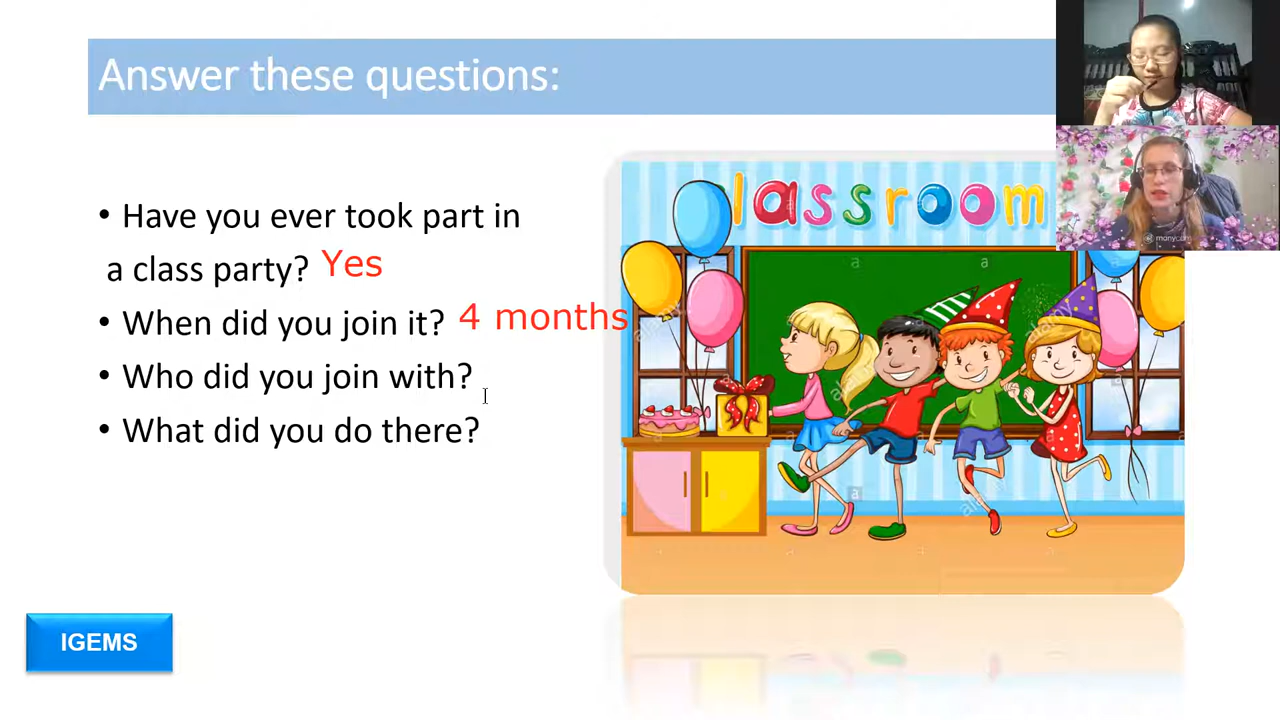 Answer these questions:
• Have you ever took part in
a class party? Yes
• When did you join it? 4 months
• Who did you join with?
• What did you do there?
lassroom
IGEMS